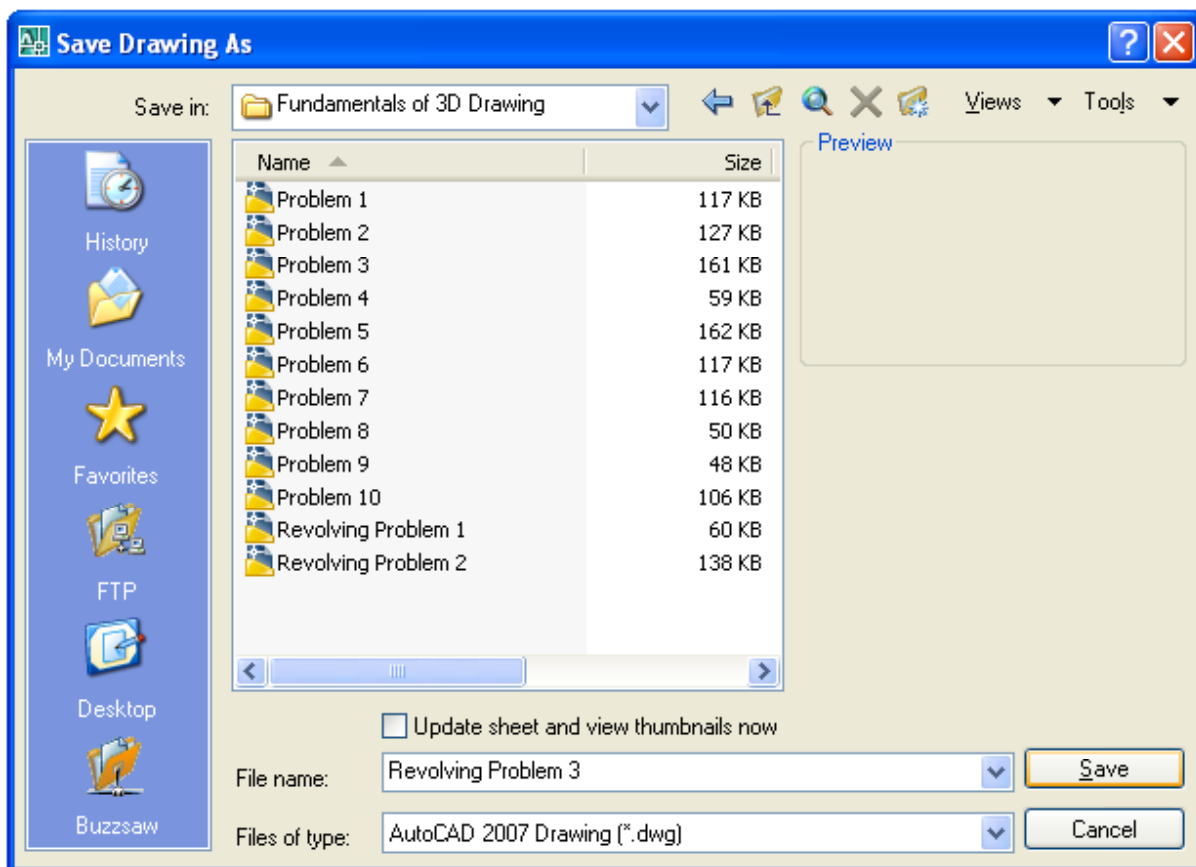 Save Drawing As
Save in: Fundamentals of 3D Drawing Views Tools
Name Size
Preview
Problem 1 117 KB
Problem 2 127 KB
Problem 3 161 KB
Problem 4 59 KB
Problem 5 162 KB
Problem 6 117 KB
Problem 7 116 KB
Problem 8 50 KB
Problem 9 48 KB
Problem 10 106 KB
Revolving Problem 1 60 KB
Revolving Problem 2 138 KB
History
My Documents
Favorites
FTP
Desktop
Buzzsaw
Update sheet and view thumbnails now
File name: Revolving Problem 3 Save
Files of type: AutoCAD 2007 Drawing (*.dwg) Cancel